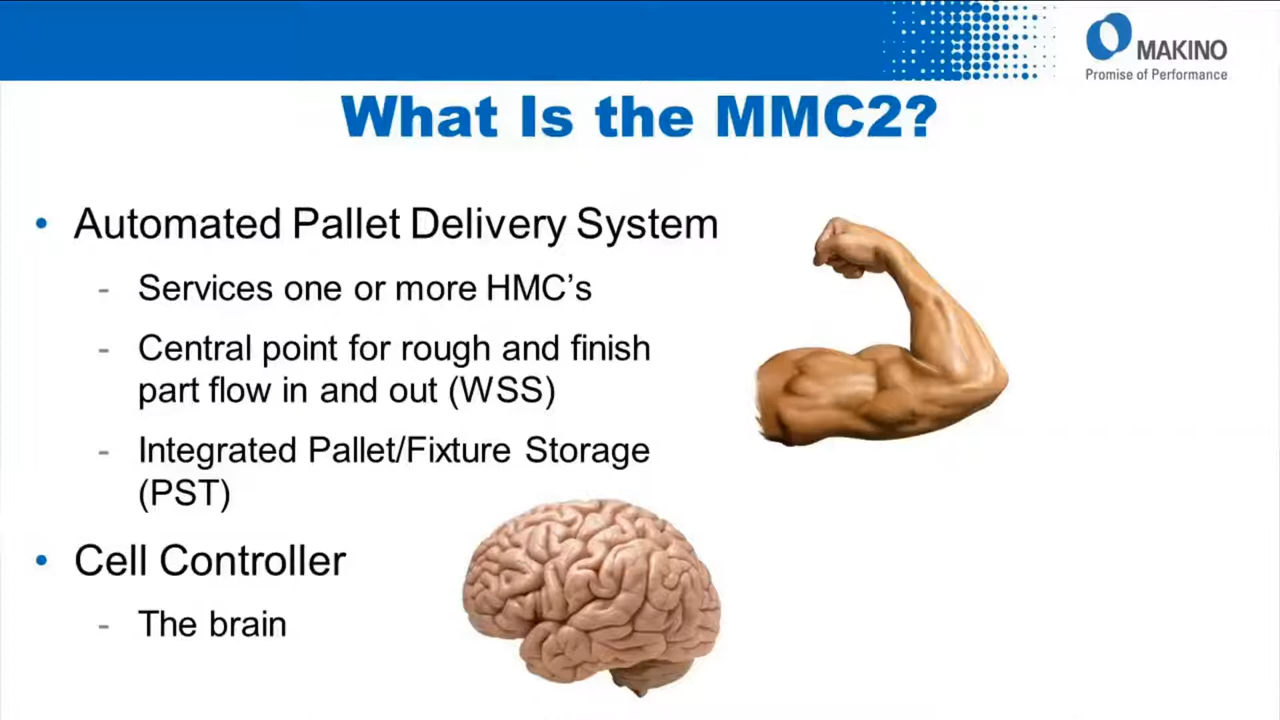 MAKINO
Promise of Performance
What Is the MMC2?
• Automated Pallet Delivery System
- Services one or more HMC's
- Central point for rough and finish
part flow in and out (WSS)
- Integrated Pallet/Fixture Storage
(PST)
• Cell Controller
- The brain